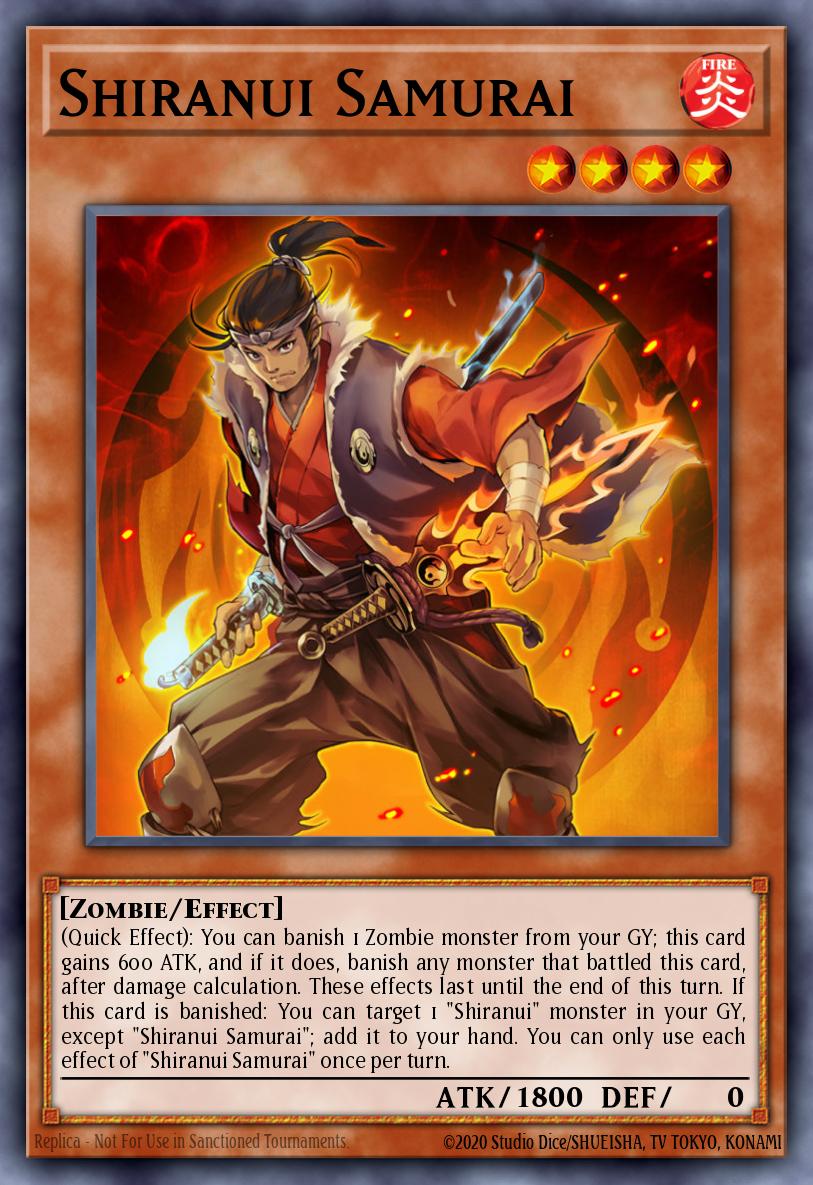 Shiranui Samurai
FIRE
炎
[Zombie/Effect]
(Quick Effect): You can banish 1 Zombie monster from your GY; this card
gains 600 ATK, and if it does, banish any monster that battled this card,
after damage calculation. These effects last until the end of this turn. If
this card is banished: You can target 1 "Shiranui" monster in your GY,
except "Shiranui Samurai"; add it to your hand. You can only use each
effect of "Shiranui Samurai" once per turn.
ATK/1800 DEF/ 0
Replica - Not For Use in Sanctioned Tournaments.
©2020 Studio Dice/SHUEISHA, TV TOKYO, KONAMI